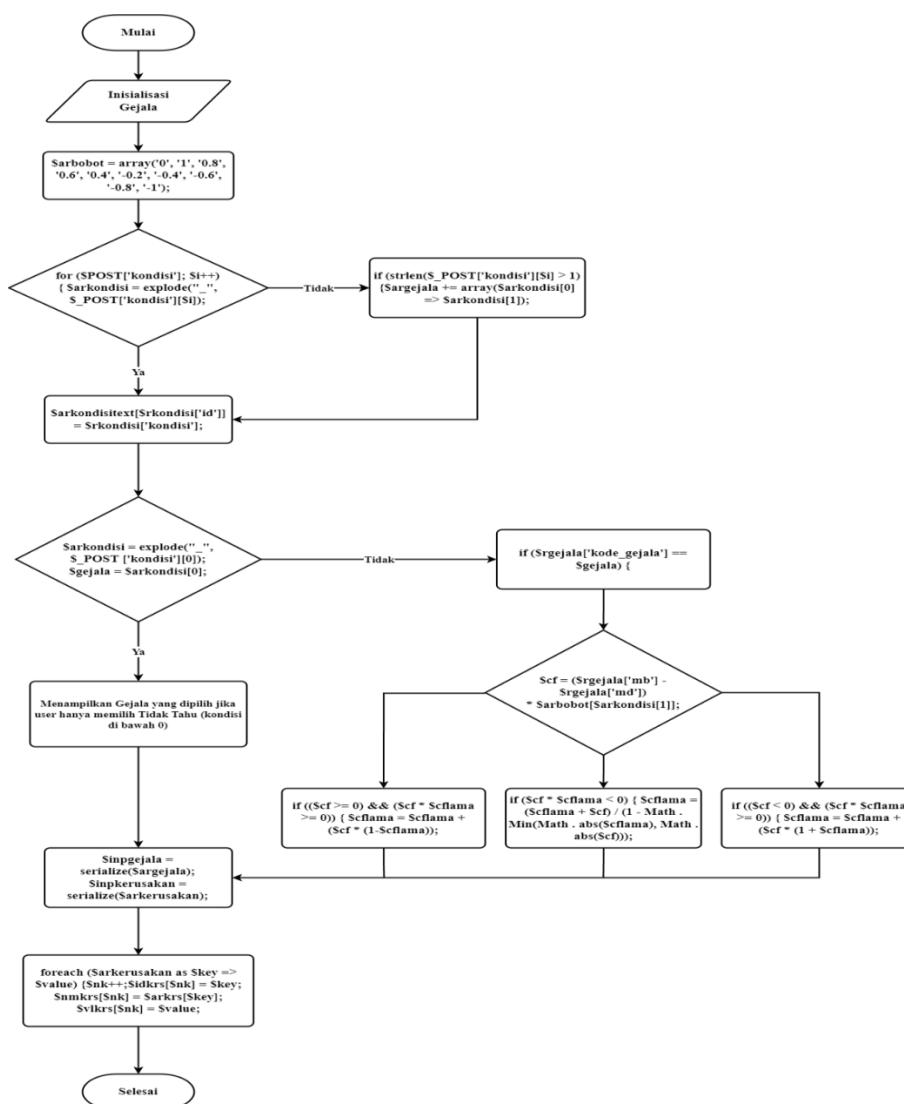 Mulai
Inisialisasi
Gejala
$arbobot = array('0', '1', '0.8',
'0.6', '0.4', '-0.2', '-0.4', '-0.6',
'-0.8', '-1');
for ($POST['kondisi']; $i++)
{ $arkondisi = explode("_",
$_POST['kondisi'][$i]);
Tidak
if (strlen($_POST['kondisi'][$i] > 1)
{$argejala += array($arkondisi[0]
=> $arkondisi[1]);
Ya
$arkondisitext[$rkondisi['id']]
= $rkondisi['kondisi'];
$arkondisi = explode("_",
$_POST ['kondisi'][0]);
$gejala = $arkondisi[0];
Tidak
if ($rgejala['kode_gejala'] ==
$gejala) {
Ya
$cf = ($rgejala['mb'] -
$rgejala['md'])
* $arbobot[$arkondisi[1]];
Menampilkan Gejala yang dipilih jika
user hanya memilih Tidak Tahu (kondisi
di bawah 0)
if (($cf >= 0) && ($cf * $cflama
>= 0)) { $cflama = $cflama +
($cf * (1-$cflama));
if ($cf * $cflama < 0) { $cflama =
($cflama + $cf) / (1 - Math .
Min(Math . abs($cflama), Math .
abs($cf)));
if (($cf < 0) && ($cf * $cflama
>= 0)) { $cflama = $cflama +
($cf * (1 + $cflama));
$inpgejala =
serialize($argejala);
$inpkerusakan =
serialize($arkerusakan);
foreach ($arkerusakan as $key =>
$value) {$nk++;$idkrs[$nk] = $key;
$nmkrs[$nk] = $arkrs[$key];
$vlkrs[$nk] = $value;
Selesai